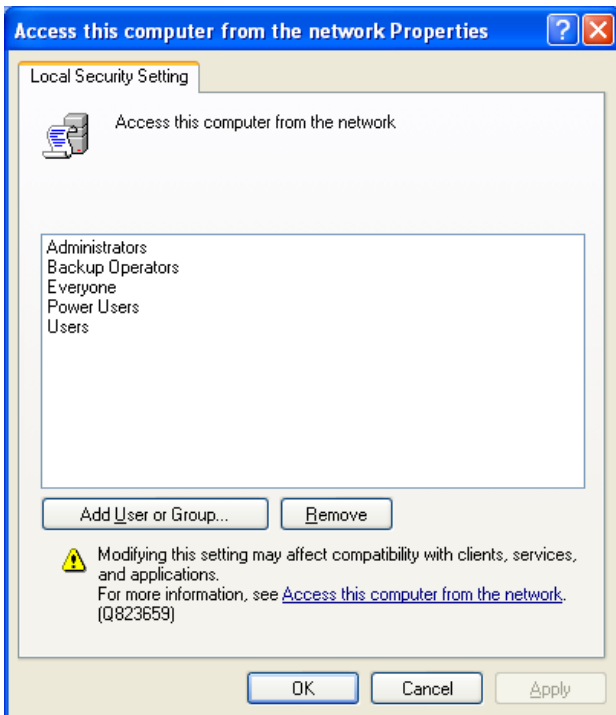 Access this computer from the network Properties
Local Security Setting
Access this computer from the network
Administrators
Backup Operators
Everyone
Power Users
Users
Add User or Group...
Remove
Modifying this setting may affect compatibility with clients, services,
and applications.
For more information, see Access this computer from the network.
(Q823659)
OK
Cancel
Apply